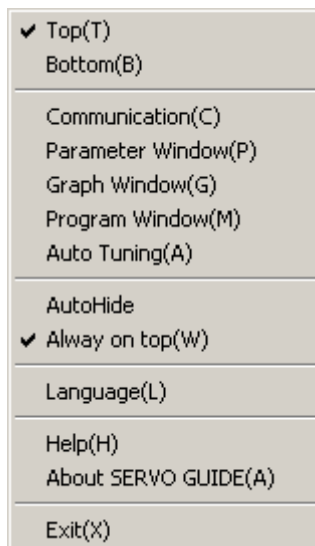 Top(T)
Bottom(B)
Communication(C)
Parameter Window(P)
Graph Window(G)
Program Window(M)
Auto Tuning(A)
AutoHide
Alway on top(W)
Language(L)
Help(H)
About SERVO GUIDE(A)
Exit(X)